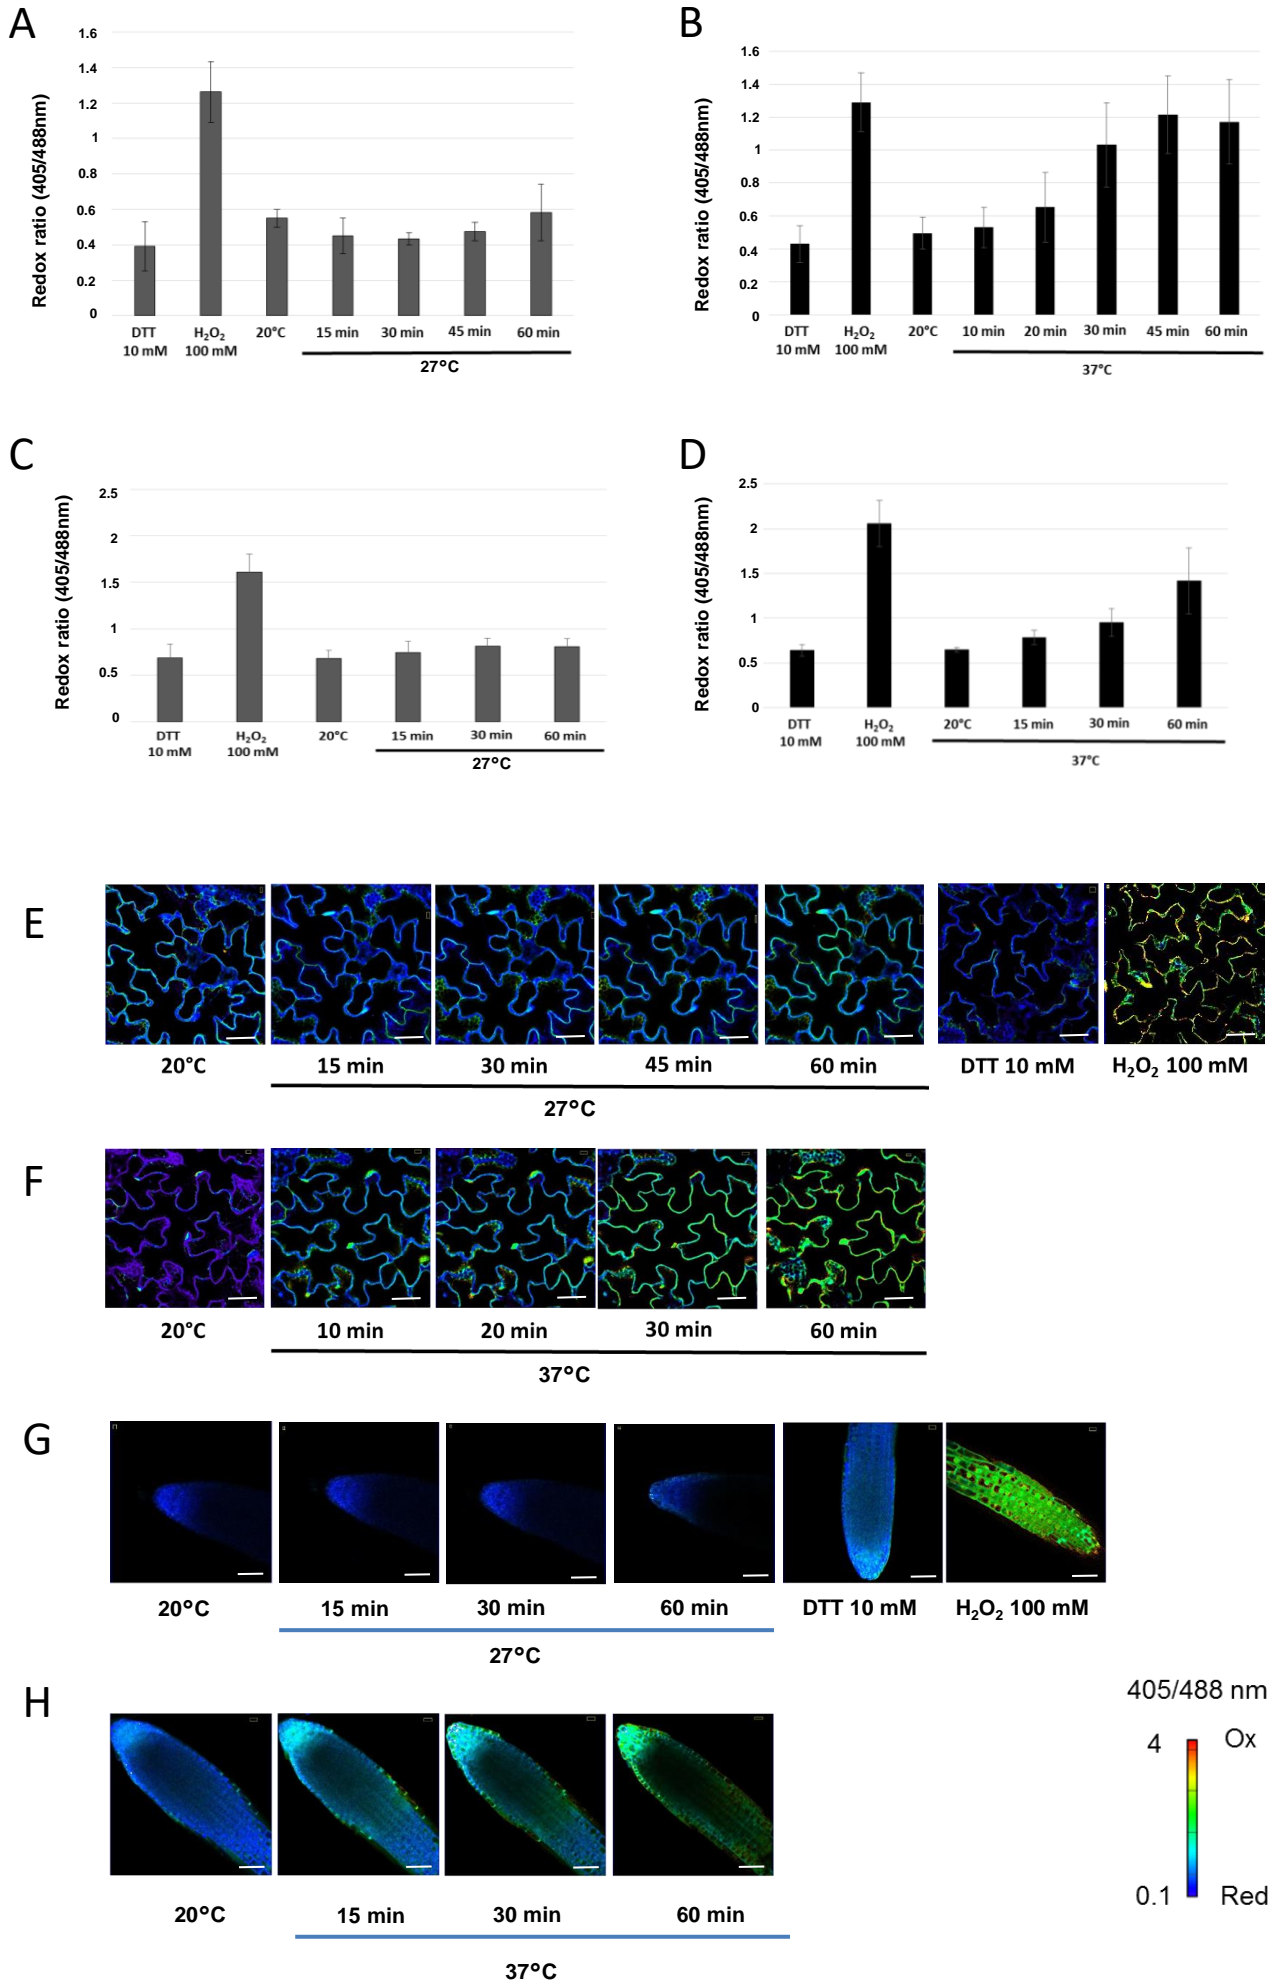 A
Redox ratio (405/488nm)
1.6
1.4
1.2
1
0.8
0.6
0.4
0.2
0
DTT H₂O₂ 20°C 15 min 30 min 45 min 60 min
10 mM 100 mM
27°C
B
Redox ratio (405/488nm)
1.6
1.4
1.2
1
0.8
0.6
0.4
0.2
0
DTT H₂O₂ 20°C 10 min 20 min 30 min 45 min 60 min
10 mM 100 mM
37°C
C
Redox ratio (405/488nm)
2.5
2
1.5
1
0.5
0
DTT H₂O₂ 20°C 15 min 30 min 60 min
10 mM 100 mM
27°C
D
Redox ratio (405/488nm)
2.5
2
1.5
1
0.5
0
DTT H₂O₂ 20°C 15 min 30 min 60 min
10 mM 100 mM
37°C
E
20°C 15 min 30 min 45 min 60 min DTT 10 mM H₂O₂ 100 mM
27°C
F
20°C 10 min 20 min 30 min 60 min
37°C
G
20°C 15 min 30 min 60 min DTT 10 mM H₂O₂ 100 mM
27°C
H
20°C 15 min 30 min 60 min
37°C
405/488 nm
4 Ox
0.1 Red